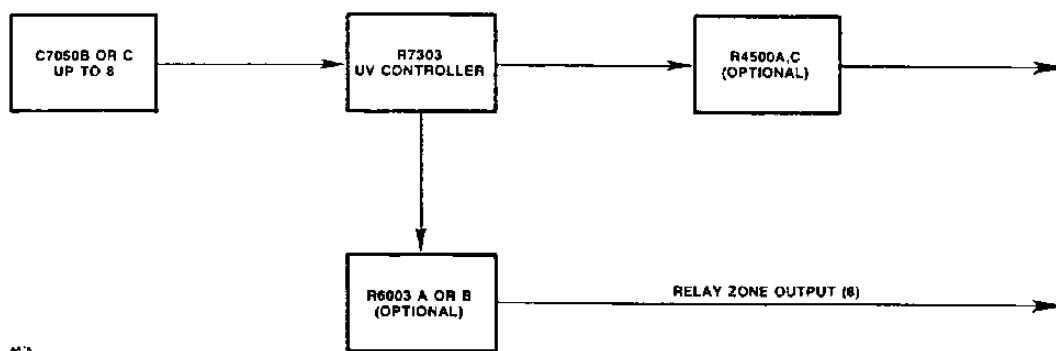 C7050B OR C
UP TO 8
R7303
UV CONTROLLER
R4500A,C
(OPTIONAL)
R6003 A OR B
(OPTIONAL)
RELAY ZONE OUTPUT (8)